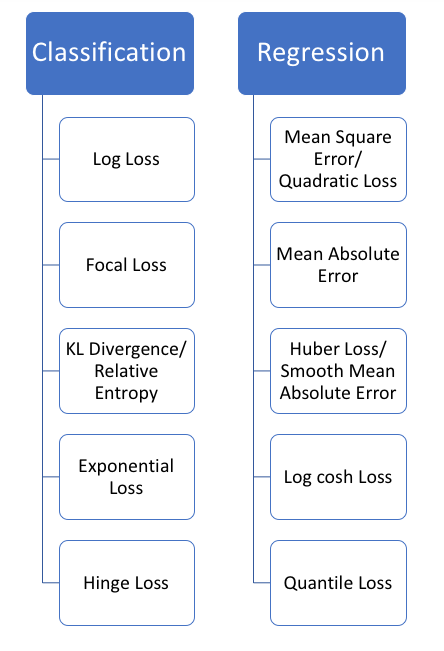 Classification
Log Loss
Focal Loss
KL Divergence/
Relative
Entropy
Exponential
Loss
Hinge Loss
Regression
Mean Square
Error/
Quadratic Loss
Mean Absolute
Error
Huber Loss/
Smooth Mean
Absolute Error
Log cosh Loss
Quantile Loss